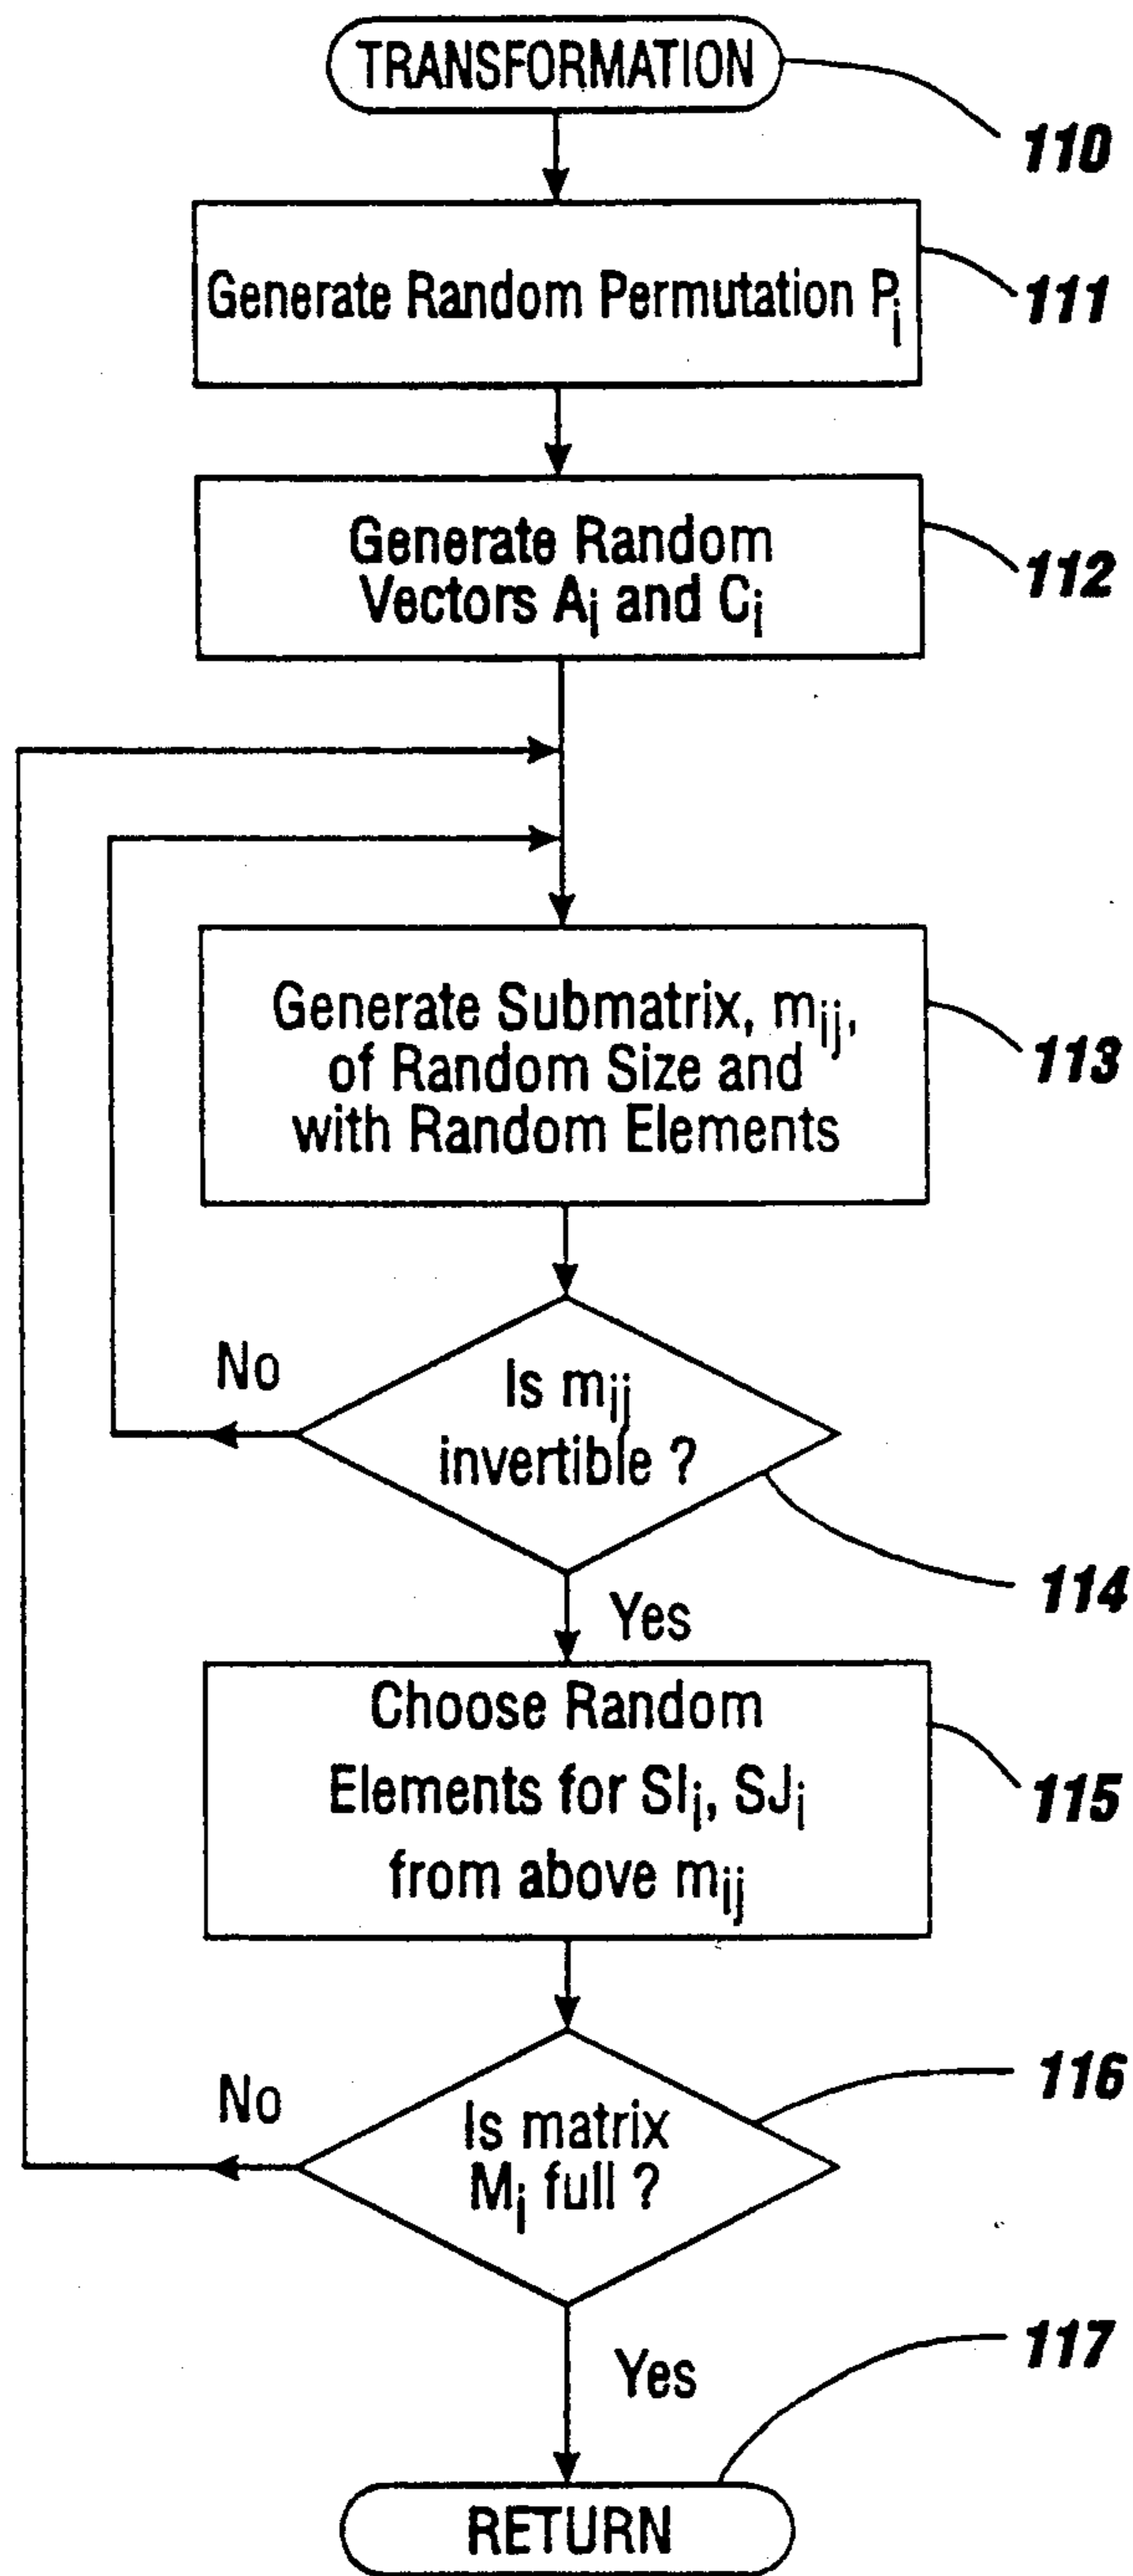 TRANSFORMATION
110
Generate Random Permutation Pi
111
Generate Random
Vectors Ai and Ci
112
Generate Submatrix, mij,
of Random Size and
with Random Elements
113
No
Is mij
invertible ?
114
Yes
Choose Random
Elements for SIi, SJi
from above mij
115
No
Is matrix
Mi full ?
116
Yes
117
RETURN